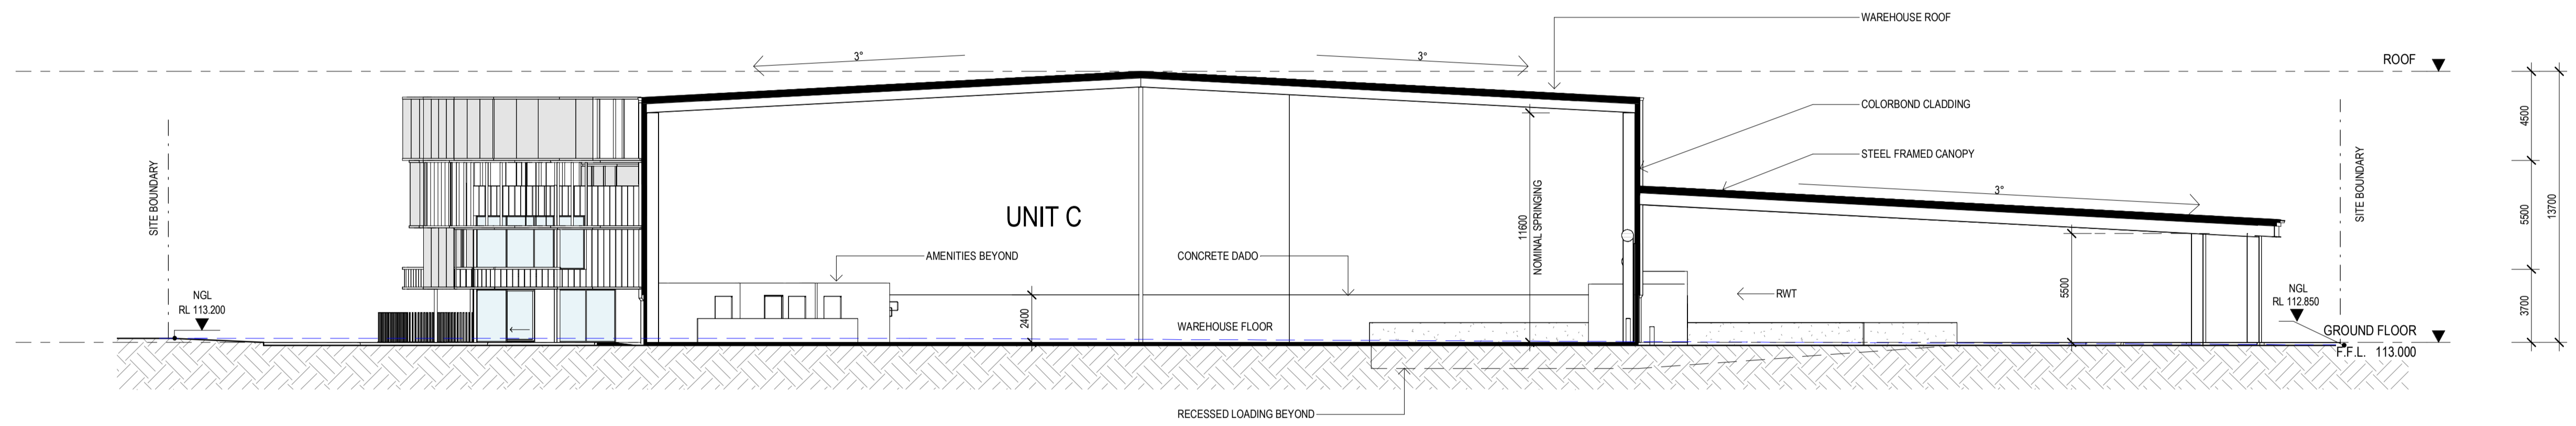 WAREHOUSE ROOF
3°
3°
ROOF
COLORBOND CLADDING
4500
STEEL FRAMED CANOPY
SITE BOUNDARY
3°
SITE BOUNDARY
UNIT C
11600
NOMINAL SPRINGING
5500
13700
AMENITIES BEYOND
CONCRETE DADO
NGL
RL 113.200
RWT
5500
NGL
RL 112.850
2400
3700
WAREHOUSE FLOOR
GROUND FLOOR
F.F.L. 113.000
RECESSED LOADING BEYOND